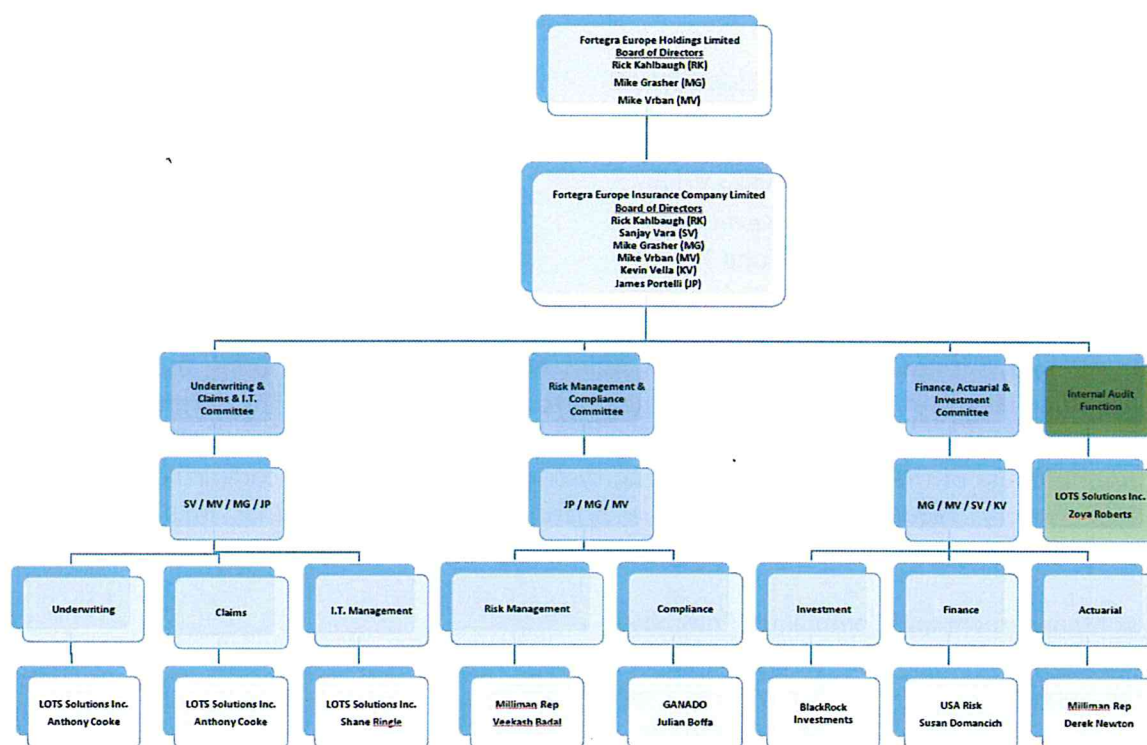 Fortegra Europe Holdings Limited
Board of Directors
Rick Kahlbaugh (RK)
Mike Grasher (MG)
Mike Vrban (MV)
Fortegra Europe Insurance Company Limited
Board of Directors
Rick Kahlbaugh (RK)
Sanjay Vara (SV)
Mike Grasher (MG)
Mike Vrban (MV)
Kevin Vella (KV)
James Portelli (JP)
Underwriting &
Claims & I.T.
Committee
Risk Management &
Compliance
Committee
Finance, Actuarial &
Investment
Committee
Internal Audit
Function
SV / MV / MG / JP
JP / MG / MV
MG / MV / SV / KV
LOTS Solutions Inc.
Zoya Roberts
Underwriting
Claims
I.T. Management
Risk Management
Compliance
Investment
Finance
Actuarial
LOTS Solutions Inc.
Anthony Cooke
LOTS Solutions Inc.
Anthony Cooke
LOTS Solutions Inc.
Shane Ringle
Milliman Rep
Veekash Badal
GANADO
Julian Boffa
BlackRock
Investments
USA Risk
Susan Domancich
Milliman Rep
Derek Newton